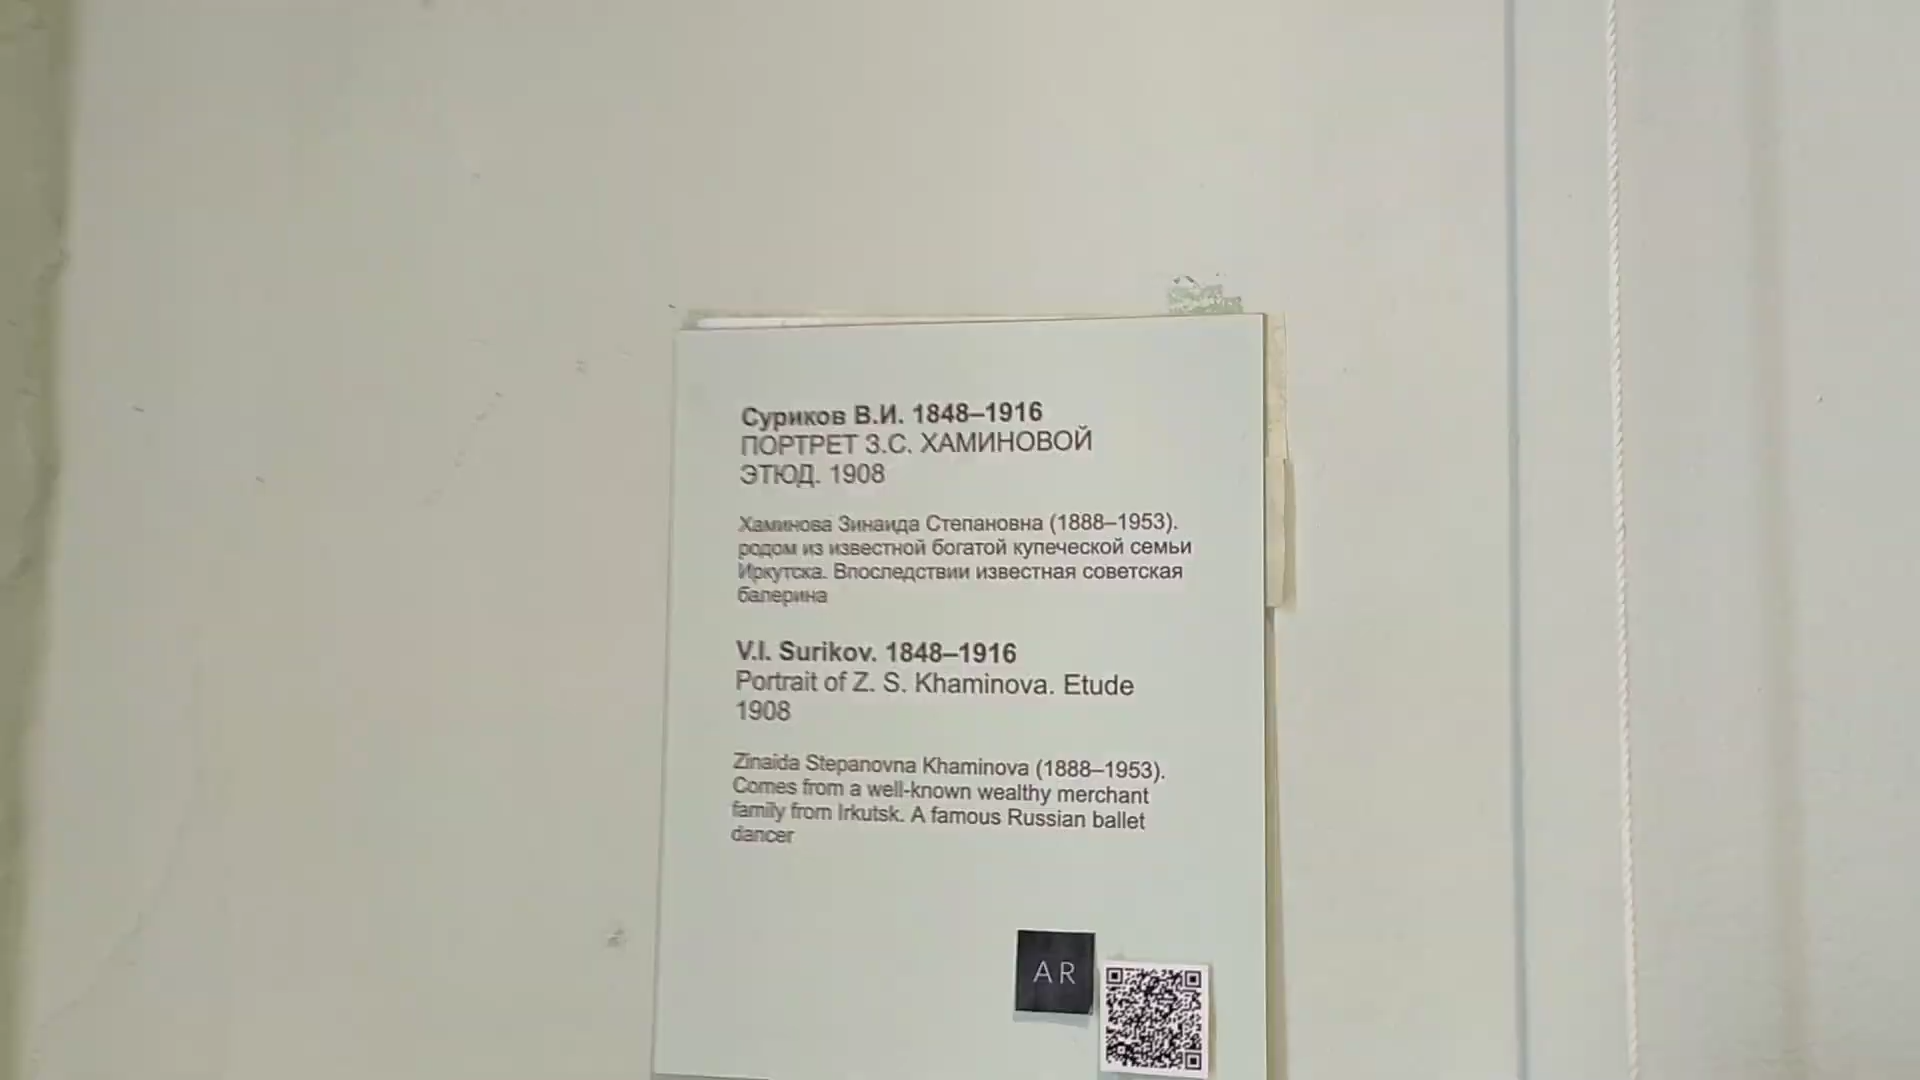 Суриков В.И. 1848–1916
ПОРТРЕТ З.С. ХАМИНОВОЙ
ЭТЮД. 1908
Хаминова Зинаида Степановна (1888–1953).
родом из известной богатой купеческой семьи
Иркутска. Впоследствии известная советская
балерина
V.I. Surikov. 1848–1916
Portrait of Z. S. Khaminova. Etude
1908
Zinaida Stepanovna Khaminova (1888–1953).
Comes from a well-known wealthy merchant
family from Irkutsk. A famous Russian ballet
dancer
AR